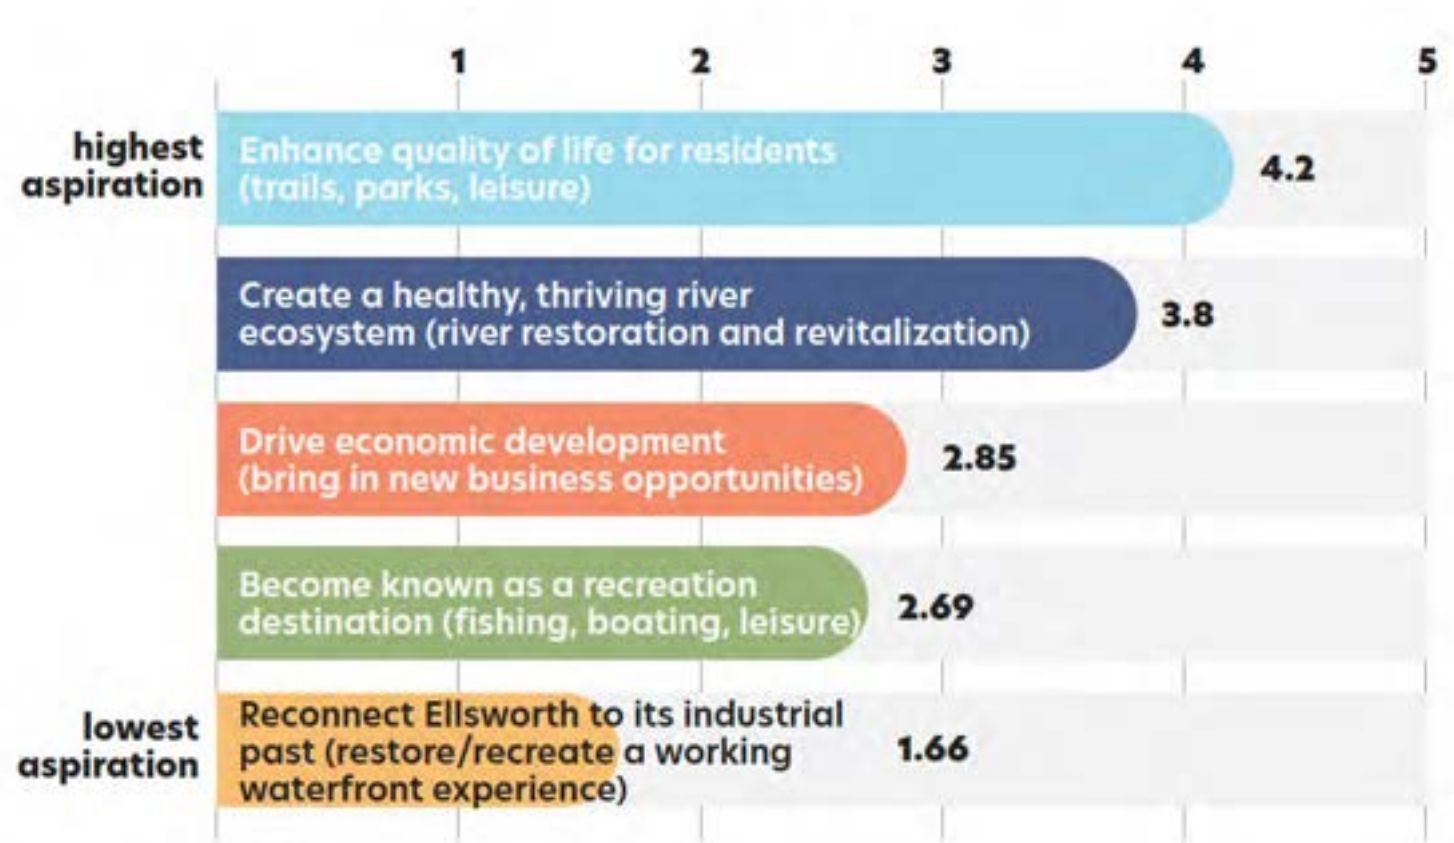 1 2 3 4 5
highest
aspiration
Enhance quality of life for residents
(trails, parks, leisure)
4.2
Create a healthy, thriving river
ecosystem (river restoration and revitalization)
3.8
Drive economic development
(bring in new business opportunities)
2.85
Become known as a recreation
destination (fishing, boating, leisure)
2.69
lowest
aspiration
Reconnect Ellsworth to its industrial
past (restore/recreate a working
waterfront experience)
1.66